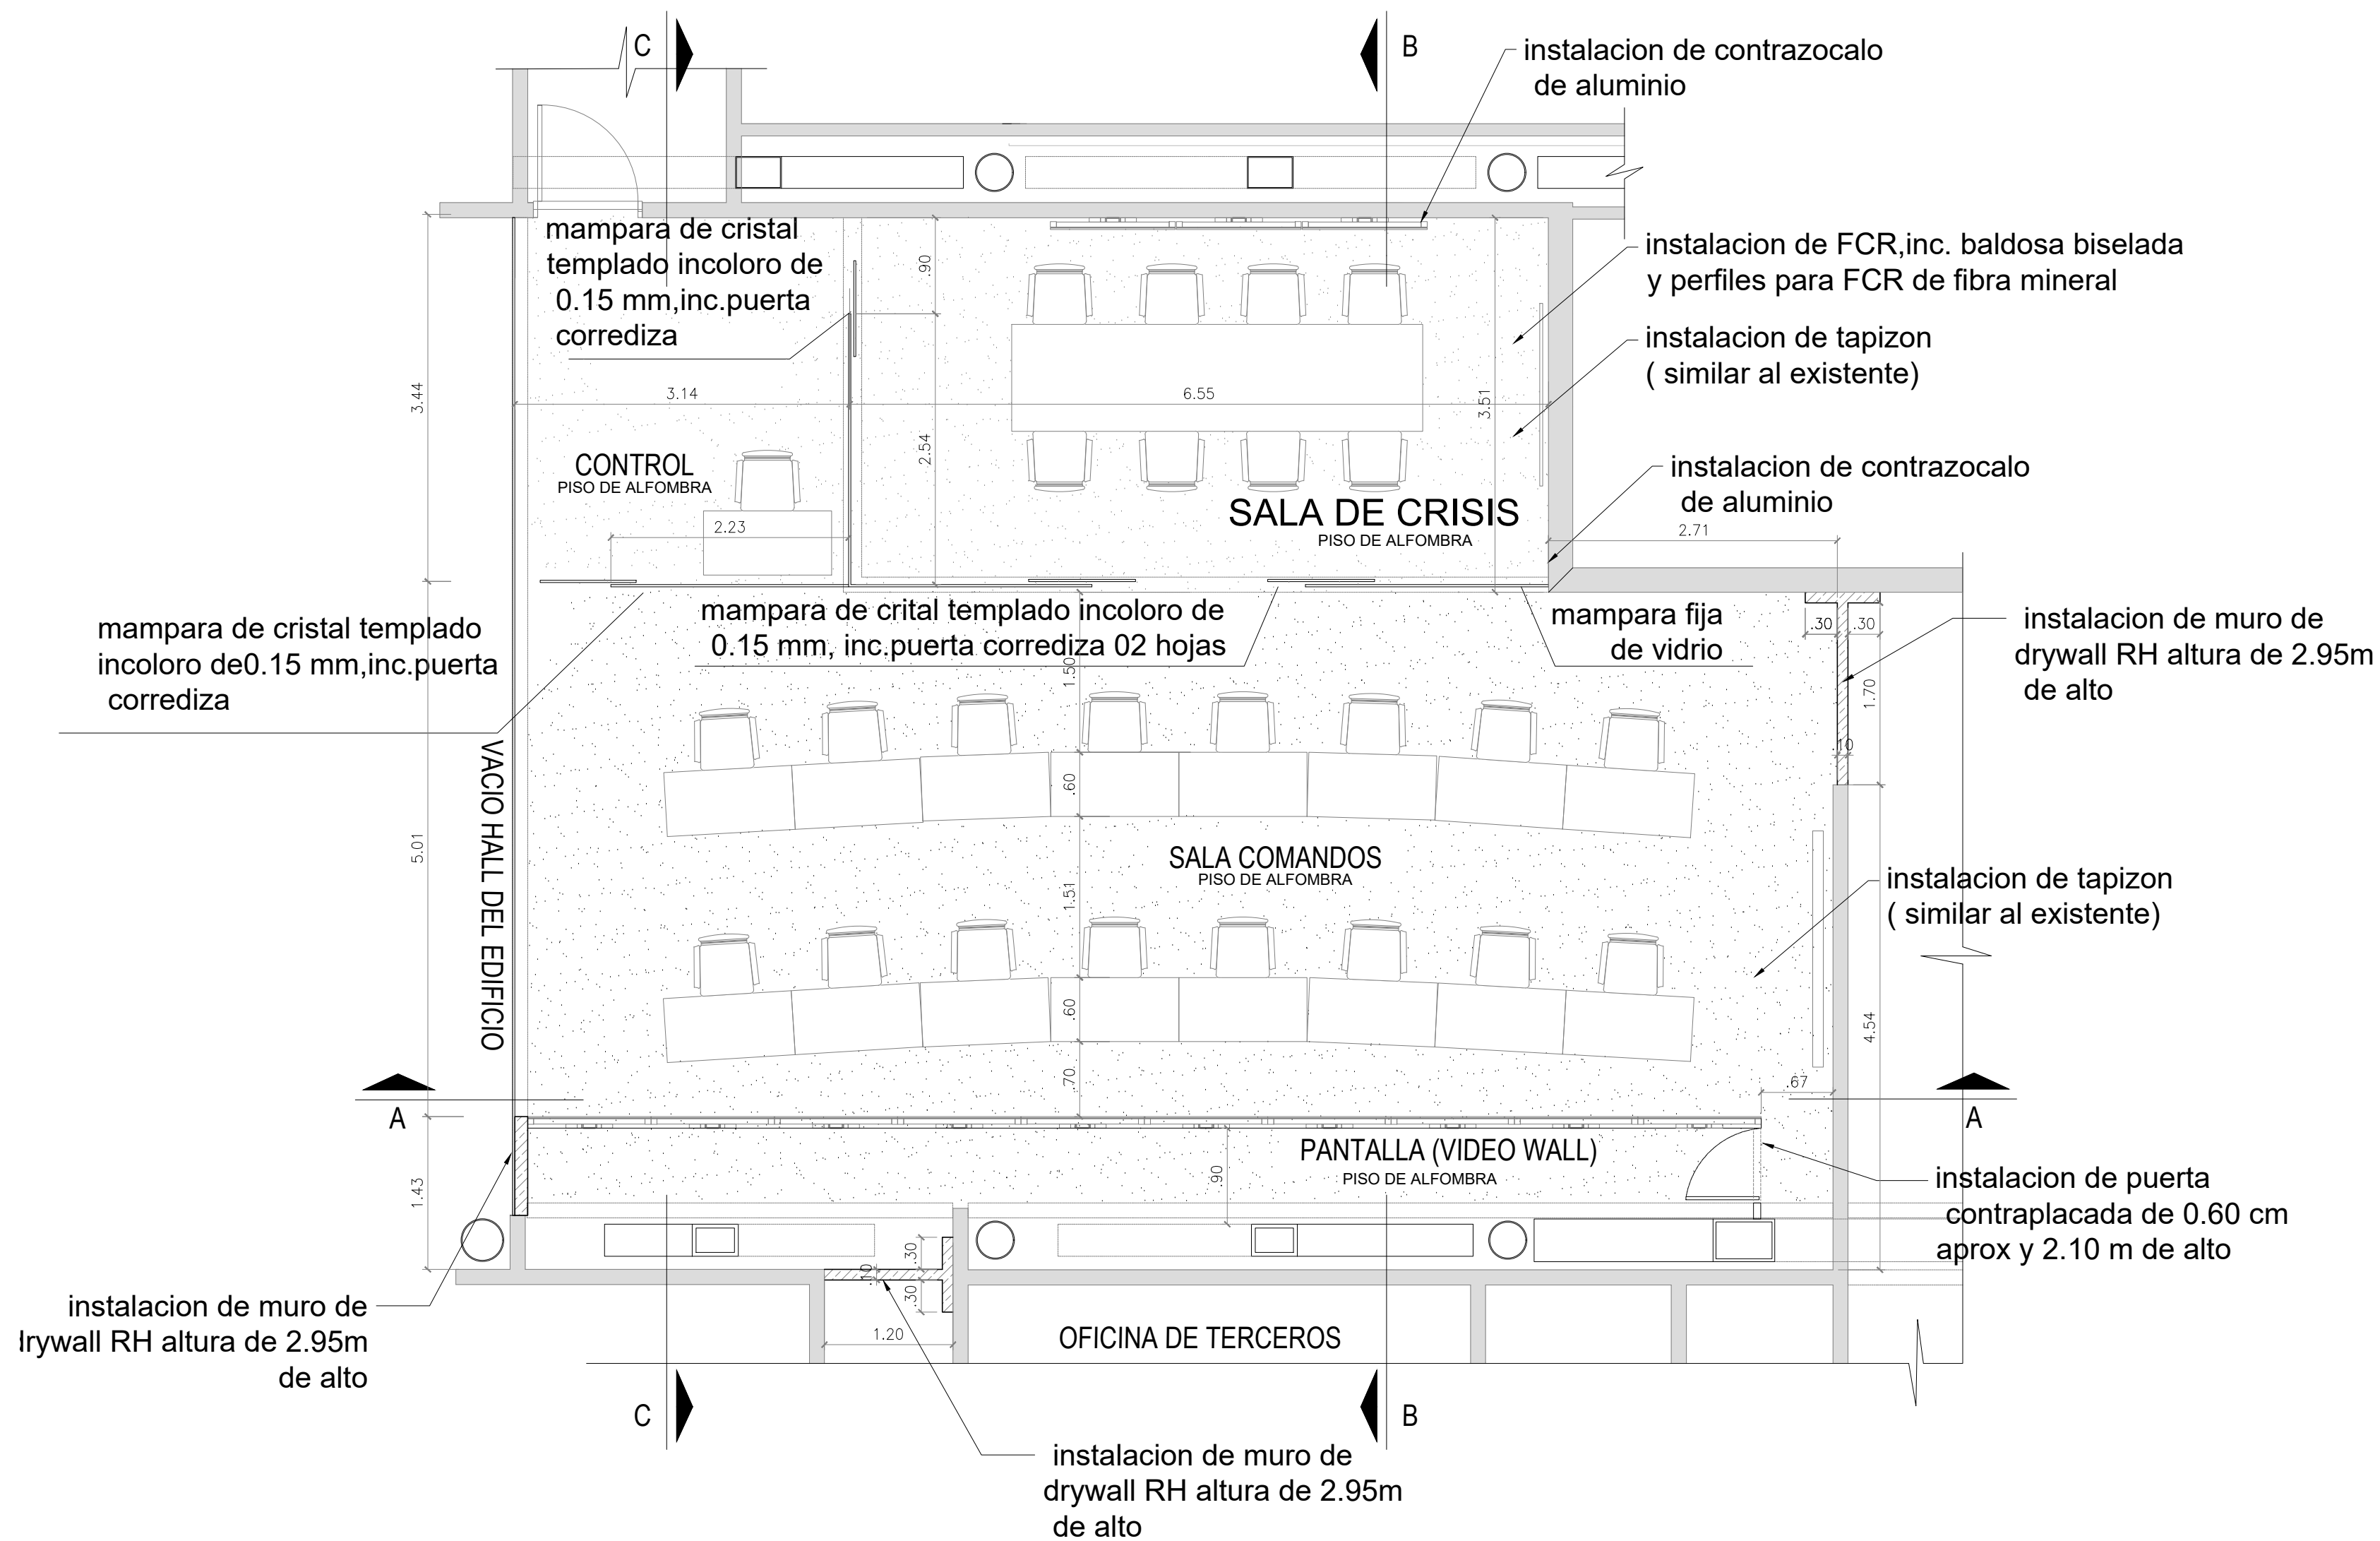 C
B
instalacion de contrazocalo
de aluminio
mampara de cristal
templado incoloro de
0.15 mm,inc.puerta
corrediza
.90
instalacion de FCR,inc. baldosa biselada
y perfiles para FCR de fibra mineral
instalacion de tapizon
( similar al existente)
3.44
3.14
6.55
3.51
2.54
CONTROL
PISO DE ALFOMBRA
2.23
SALA DE CRISIS
PISO DE ALFOMBRA
instalacion de contrazocalo
de aluminio
2.71
mampara de cristal templado
incoloro de0.15 mm,inc.puerta
corrediza
mampara de crital templado incoloro de
0.15 mm, inc.puerta corrediza 02 hojas
mampara fija
de vidrio
.30
.30
instalacion de muro de
drywall RH altura de 2.95m
de alto
1.50
1.70
.10
.60
VACIO HALL DEL EDIFICIO
5.01
SALA COMANDOS
PISO DE ALFOMBRA
1.51
instalacion de tapizon
( similar al existente)
.60
4.54
.70
.67
A
A
PANTALLA (VIDEO WALL)
PISO DE ALFOMBRA
.90
1.43
instalacion de puerta
contraplacada de 0.60 cm
aprox y 2.10 m de alto
.30
.10
.30
1.20
instalacion de muro de
rywall RH altura de 2.95m
de alto
OFICINA DE TERCEROS
C
B
instalacion de muro de
drywall RH altura de 2.95m
de alto